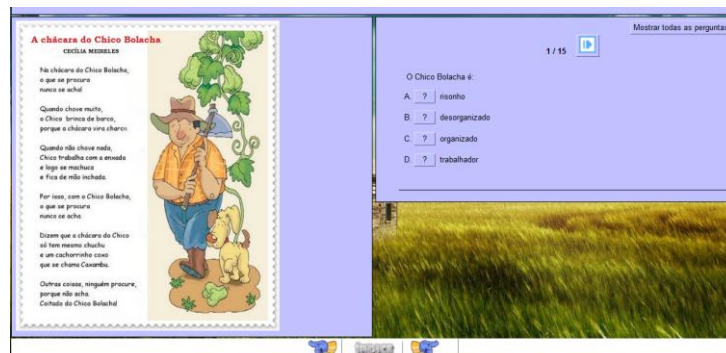 A chácara do Chico Bolacha
CECÍLIA MEIRELES
Na chácara do Chico Bolacha,
o que se procura
nunca se acha!
Quando chove muito,
o Chico brinca de barco,
porque a chácara vira charco.
Quando não chove nada,
Chico trabalha com a enxada
e logo se machuca
e fica de mão inchada.
Por isso, com o Chico Bolacha,
o que se procura
nunca se acha.
Dizem que a chácara do Chico
só tem mesmo chuchu
e um cachorrinho coxo
que se chama Caxambu.
Outras coisas, ninguém procure,
porque não acha.
Coitado do Chico Bolacha!
Mostrar todas as perguntas
1 / 15
O Chico Bolacha é:
A. ? risonho
B. ? desorganizado
C. ? organizado
D. ? trabalhador